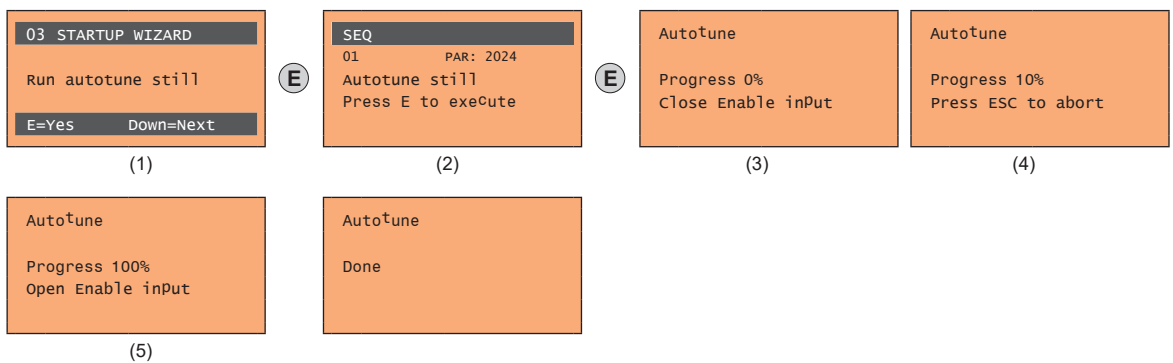 03 STARTUP WIZARD
Run autotune still
E=Yes Down=Next
(1)
E
SEQ
01 PAR: 2024
Autotune still
Press E to execute
(2)
E
Autotune
Progress 0%
Close Enable input
(3)
Autotune
Progress 10%
Press ESC to abort
(4)
Autotune
Progress 100%
Open Enable input
(5)
Autotune
Done